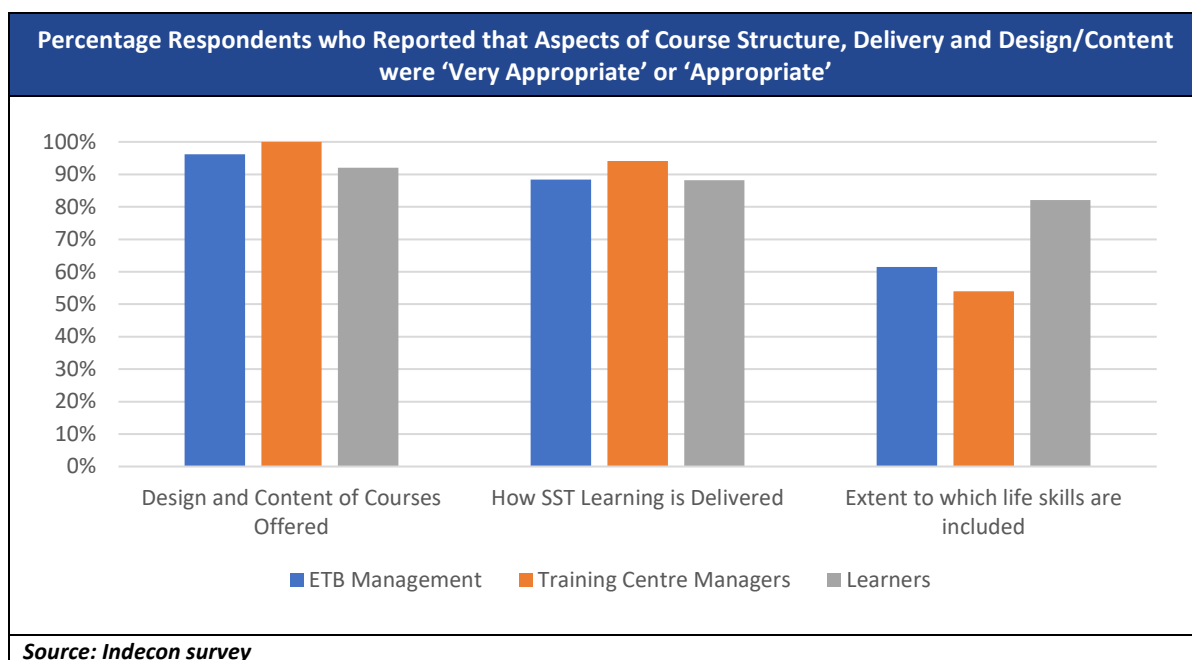 Percentage Respondents who Reported that Aspects of Course Structure, Delivery and Design/Content
were ‘Very Appropriate’ or ‘Appropriate’
100%
90%
80%
70%
60%
50%
40%
30%
20%
10%
0%
Design and Content of Courses
Offered
How SST Learning is Delivered
Extent to which life skills are
included
ETB Management
Training Centre Managers
Learners
Source: Indecon survey